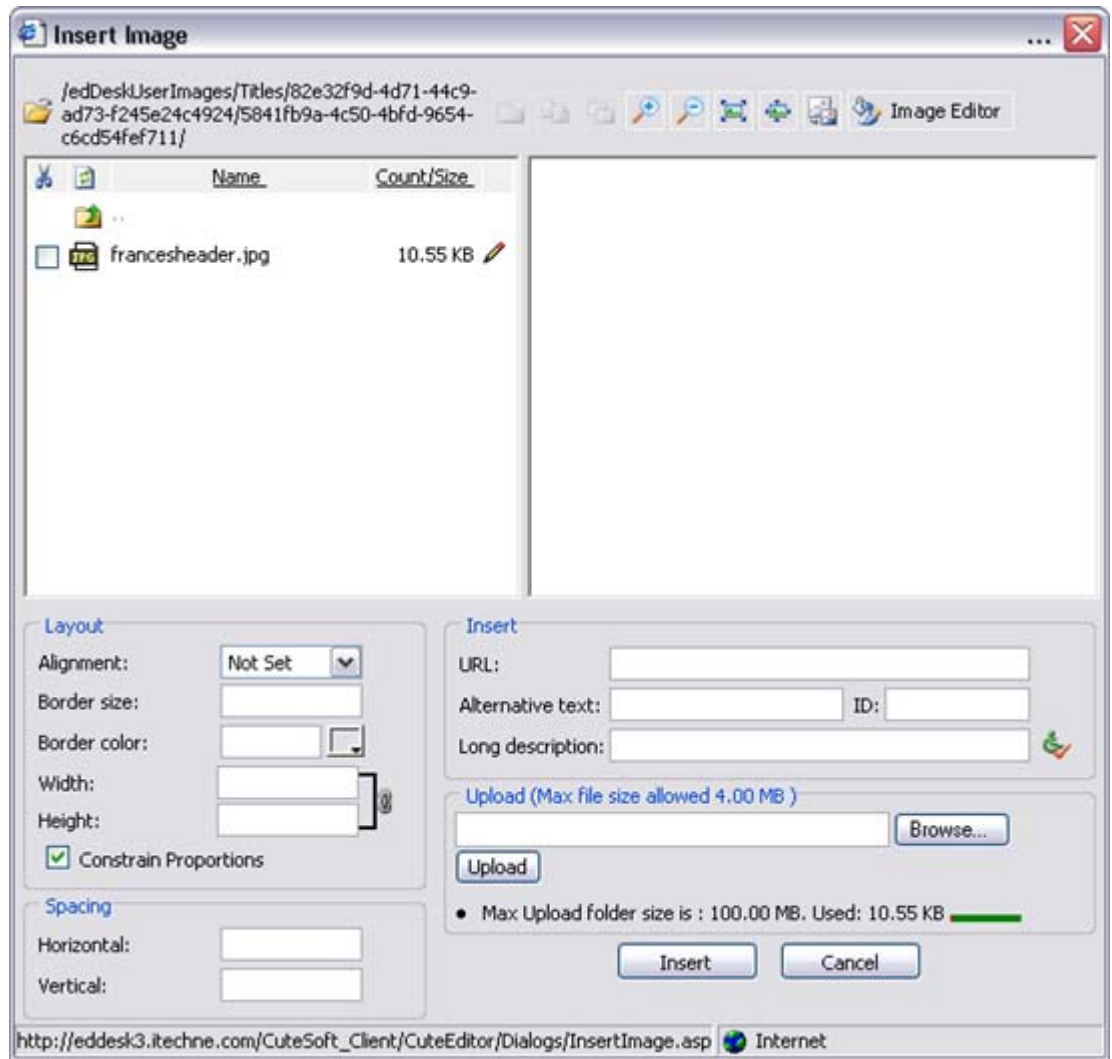 Insert Image
...
/edDeskUserImages/Titles/82e32f9d-4d71-44c9-
ad73-f245e24c4924/5841fb9a-4c50-4bfd-9654-
c6cd54fef711/
Image Editor
Name
Count/Size
..
francesheader.jpg
10.55 KB
Layout
Alignment:
Not Set
Border size:
Border color:
Width:
Height:
Constrain Proportions
Spacing
Horizontal:
Vertical:
Insert
URL:
Alternative text:
ID:
Long description:
Upload (Max file size allowed 4.00 MB )
Browse...
Upload
• Max Upload folder size is : 100.00 MB. Used: 10.55 KB
Insert
Cancel
http://eddesk3.itechne.com/CuteSoft_Client/CuteEditor/Dialogs/InsertImage.asp
Internet